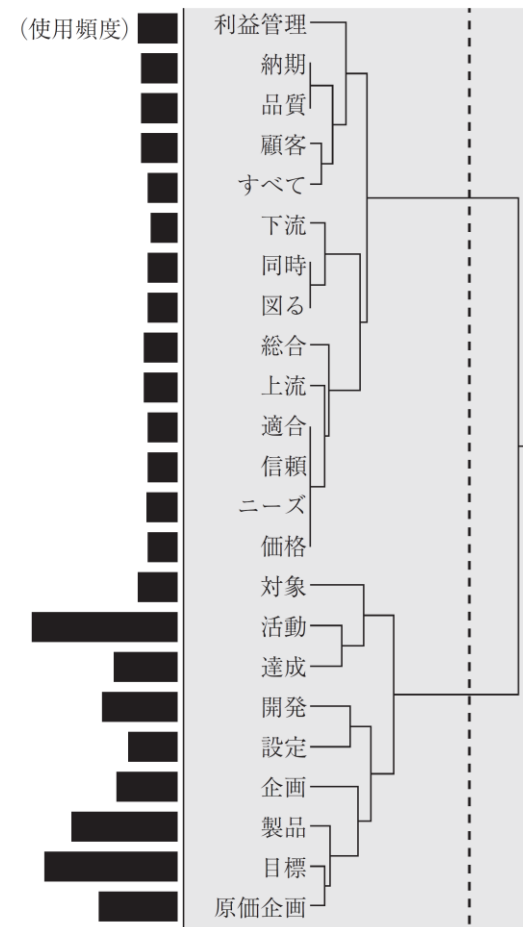 (使用頻度) 利益管理
納期
品質
顧客
すべて
下流
同時
図る
総合
上流
適合
信頼
ニーズ
価格
対象
活動
達成
開発
設定
企画
製品
目標
原価企画